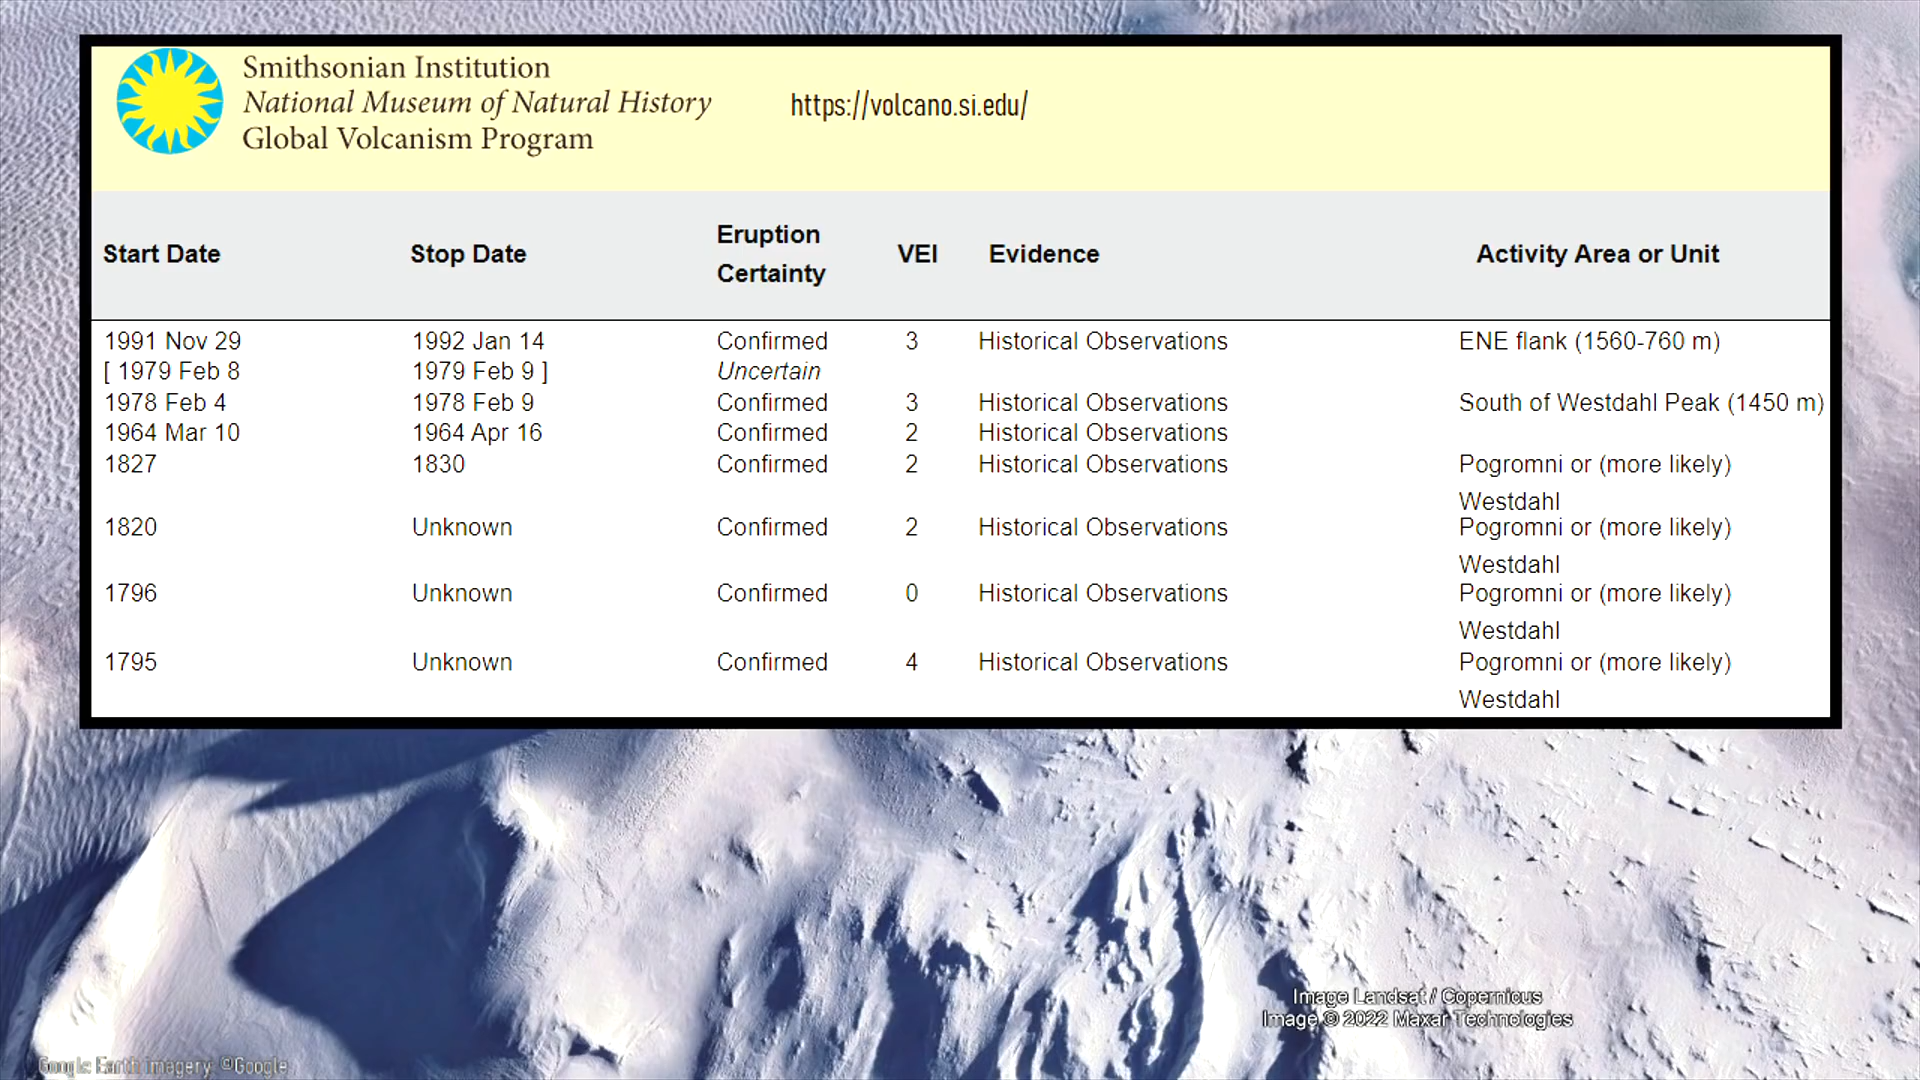 Smithsonian Institution
National Museum of Natural History
Global Volcanism Program
https://volcano.si.edu/
Start Date Stop Date Eruption Certainty VEI Evidence Activity Area or Unit
1991 Nov 29 1992 Jan 14 Confirmed 3 Historical Observations ENE flank (1560-760 m)
[ 1979 Feb 8 1979 Feb 9 ] Uncertain
1978 Feb 4 1978 Feb 9 Confirmed 3 Historical Observations South of Westdahl Peak (1450 m)
1964 Mar 10 1964 Apr 16 Confirmed 2 Historical Observations
1827 1830 Confirmed 2 Historical Observations Pogromni or (more likely)
Westdahl
1820 Unknown Confirmed 2 Historical Observations Pogromni or (more likely)
Westdahl
1796 Unknown Confirmed 0 Historical Observations Pogromni or (more likely)
Westdahl
1795 Unknown Confirmed 4 Historical Observations Pogromni or (more likely)
Westdahl
Image Landsat / Copernicus
Image © 2022 Maxar Technologies
Google Earth imagery: ©Google